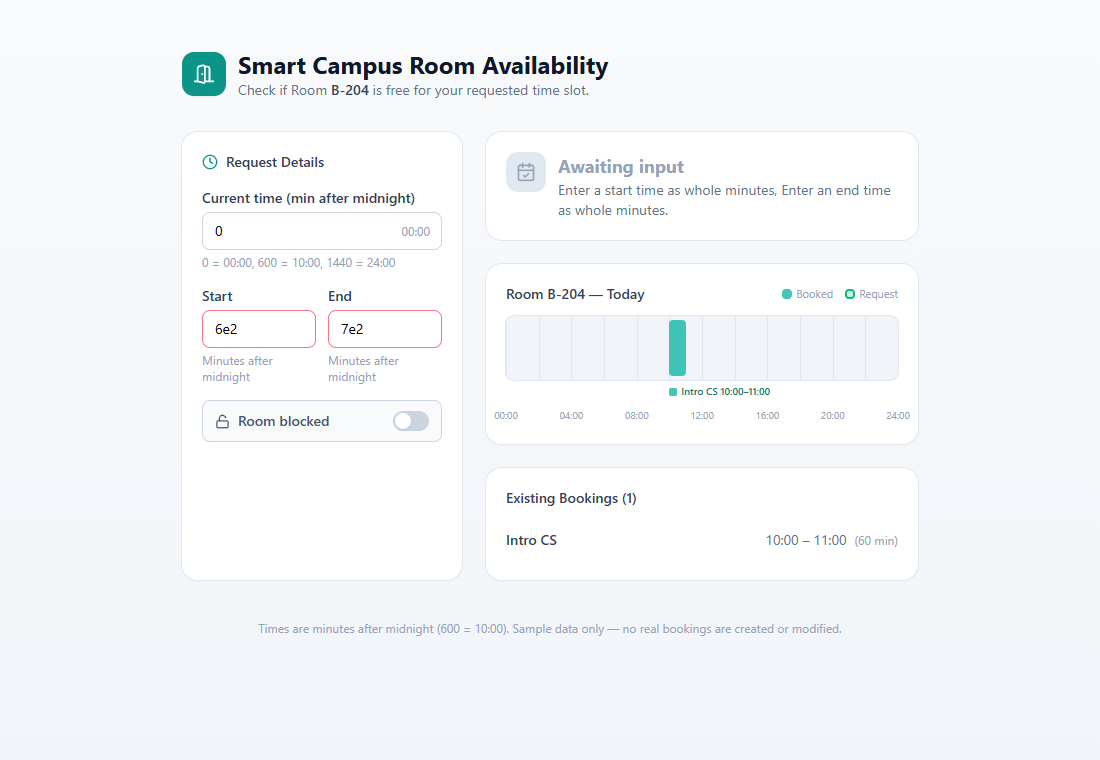 Smart Campus Room Availability
Check if Room B-204 is free for your requested time slot.
Request Details
Current time (min after midnight)
0 00:00
0 = 00:00, 600 = 10:00, 1440 = 24:00
Start End
6e2 7e2
Minutes after midnight
Minutes after midnight
Room blocked
Awaiting input
Enter a start time as whole minutes, Enter an end time
as whole minutes.
Room B-204 — Today Booked Request
Intro CS 10:00–11:00
00:00 04:00 08:00 12:00 16:00 20:00 24:00
Existing Bookings (1)
Intro CS 10:00 – 11:00 (60 min)
Times are minutes after midnight (600 = 10:00). Sample data only — no real bookings are created or modified.